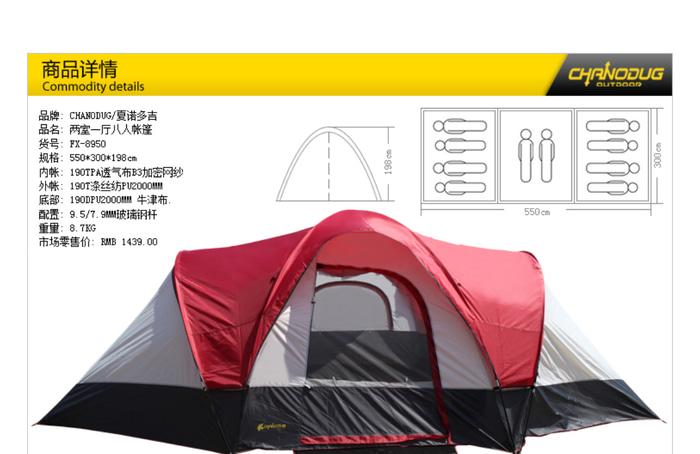 商品详情
Commodity details
CHANODUG
OUTDOOR
品牌: CHANODUG/夏诺多吉
品名: 两室一厅八人帐篷
货号: FX-8950
规格: 550*300*198cm
内帐: 190TPA透气布B3加密网纱
外帐: 190T涤丝纺PU2000MM
底部: 190DPU2000MM 牛津布.
配置: 9.5/7.9MM玻璃钢杆
重量: 8.7KG
市场零售价: RMB 1439.00
198cm
300cm
550cm